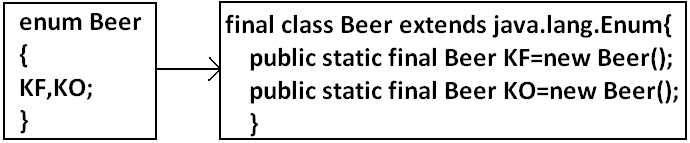 enum Beer
{
KF,KO;
}
final class Beer extends java.lang.Enum{
public static final Beer KF=new Beer();
public static final Beer KO=new Beer();
}